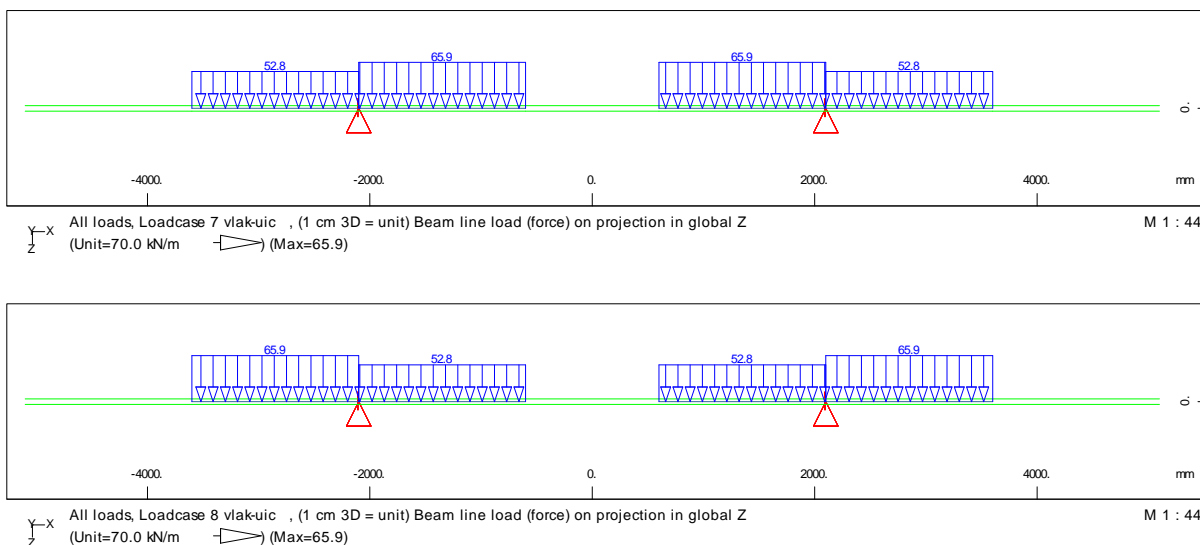 65.9 65.9
52.8 52.8
0.
-4000. -2000. 0. 2000. 4000. mm
Y X All loads, Loadcase 7 vlak-uic , (1 cm 3D = unit) Beam line load (force) on projection in global Z M 1 : 44
Z (Unit=70.0 kN/m ) (Max=65.9)
65.9 52.8 52.8 65.9
0.
-4000. -2000. 0. 2000. 4000. mm
Y X All loads, Loadcase 8 vlak-uic , (1 cm 3D = unit) Beam line load (force) on projection in global Z M 1 : 44
Z (Unit=70.0 kN/m ) (Max=65.9)